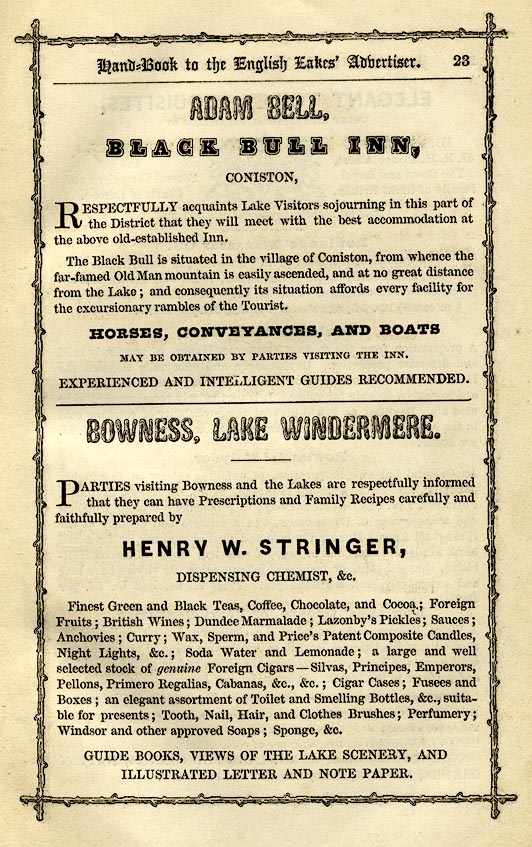 Hand-Book to the English Lakes' Advertiser. 23
ADAM BELL,
BLACK BULL INN,
CONISTON,
RESPECTFULLY acquaints Lake Visitors sojourning in this part of
the District that they will meet with the best accommodation at
the above old-established Inn.
The Black Bull is situated in the village of Coniston, from whence the
far-famed Old Man mountain is easily ascended, and at no great distance
from the Lake; and consequently its situation affords every facility for
the excursionary rambles of the Tourist.
HORSES, CONVEYANCES, AND BOATS
MAY BE OBTAINED BY PARTIES VISITING THE INN.
EXPERIENCED AND INTELLIGENT GUIDES RECOMMENDED.
BOWNESS, LAKE WINDERMERE.
PARTIES visiting Bowness and the Lakes are respectfully informed
that they can have Prescriptions and Family Recipes carefully and
faithfully prepared by
HENRY W. STRINGER,
DISPENSING CHEMIST, &c.
Finest Green and Black Teas, Coffee, Chocolate, and Cocoa; Foreign
Fruits; British Wines; Dundee Marmalade; Lazonby's Pickles; Sauces;
Anchovies; Curry; Wax, Sperm, and Price's Patent Composite Candles,
Night Lights, &c.; Soda Water and Lemonade; a large and well
selected stock of genuine Foreign Cigars—Silvas, Principes, Emperors,
Pellons, Primero Regalias, Cabanas, &c., &c.; Cigar Cases; Fusees and
Boxes; an elegant assortment of Toilet and Smelling Bottles, &c., suita-
ble for presents; Tooth, Nail, Hair, and Clothes Brushes; Perfumery;
Windsor and other approved Soaps; Sponge, &c.
GUIDE BOOKS, VIEWS OF THE LAKE SCENERY, AND
ILLUSTRATED LETTER AND NOTE PAPER.